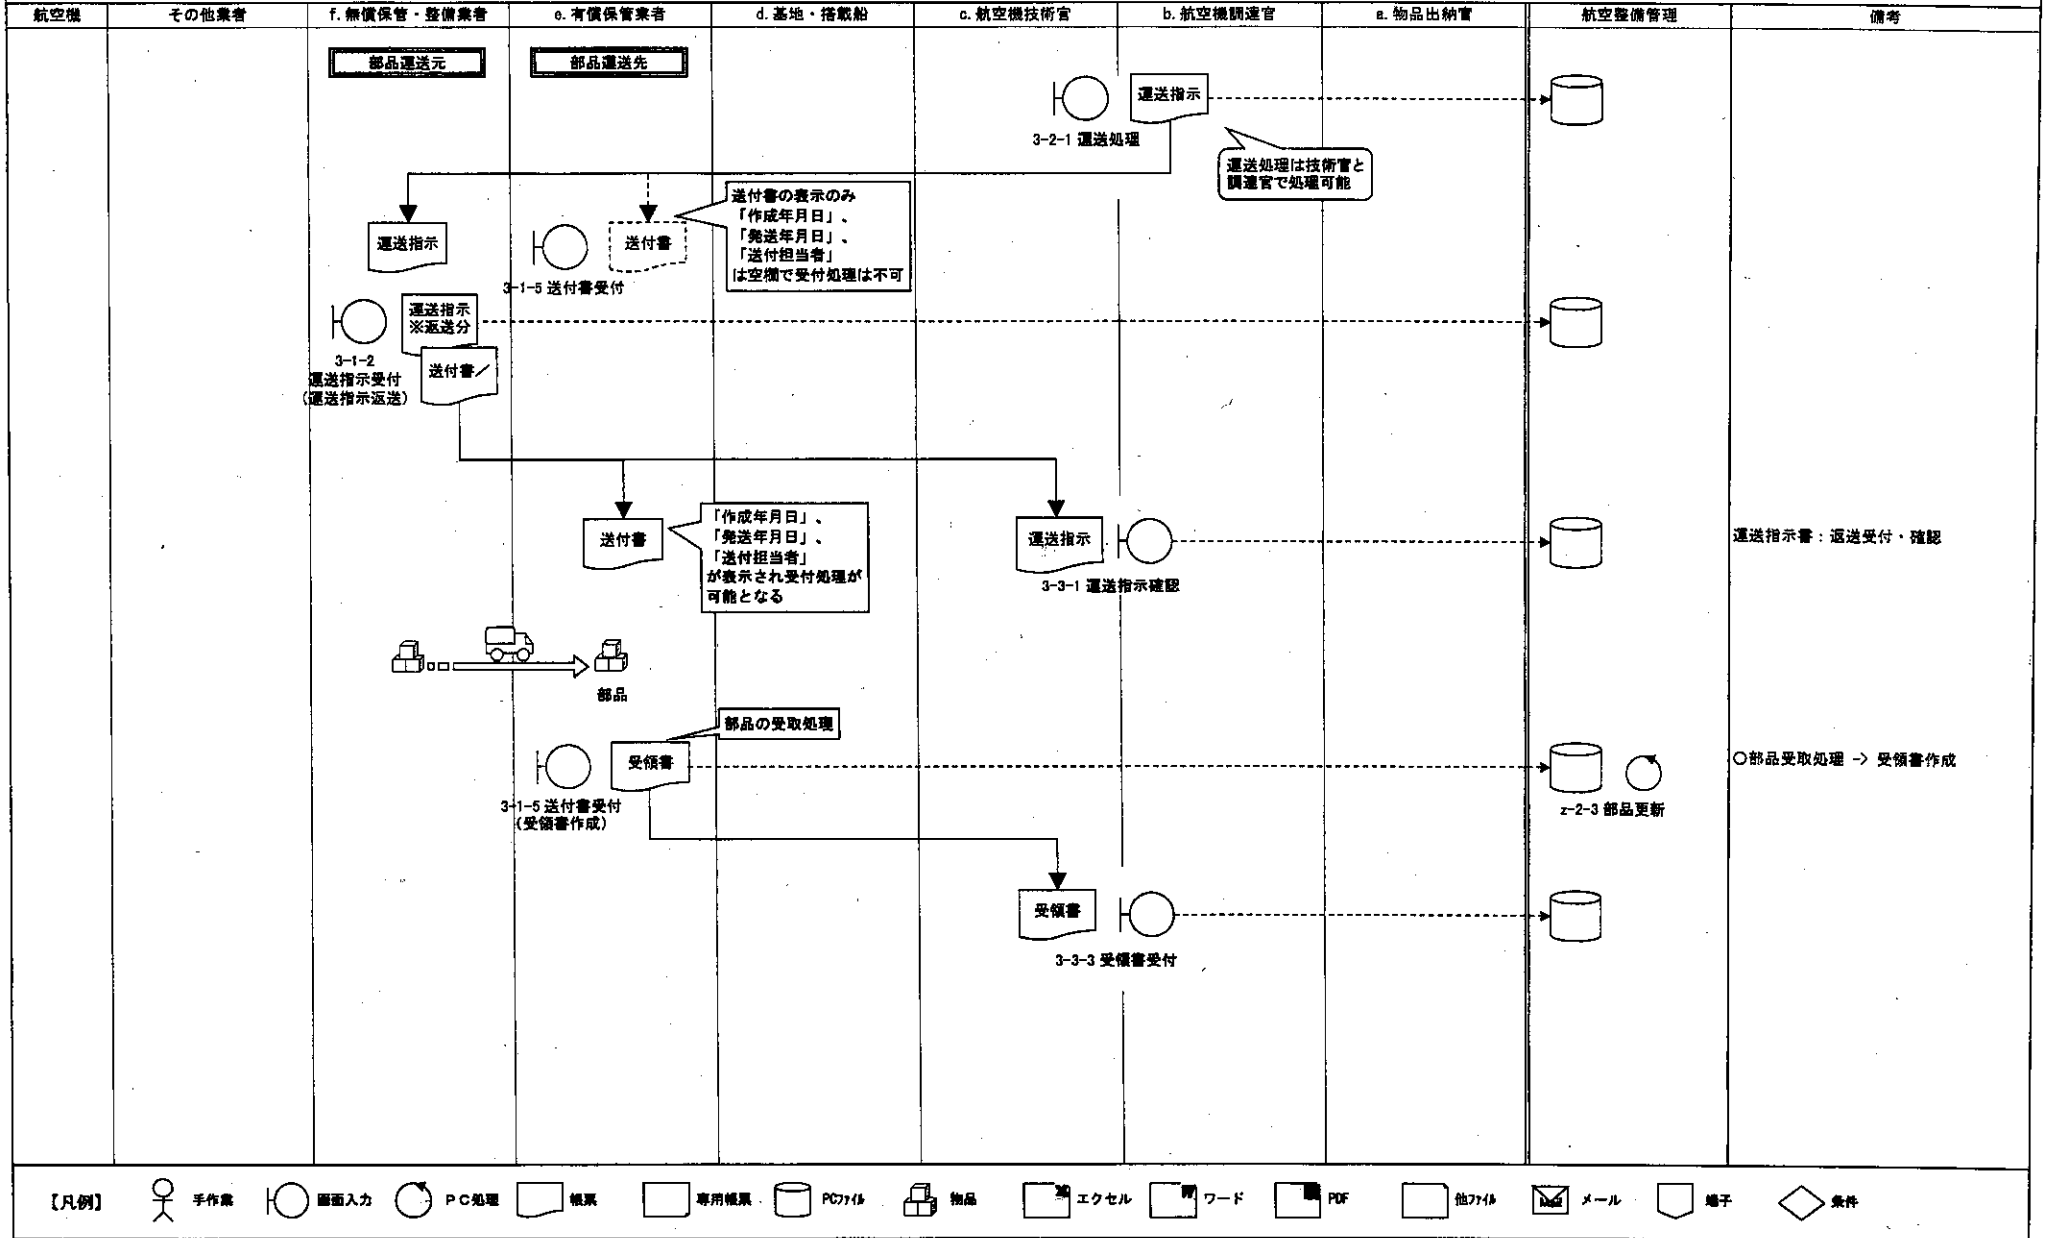 航空機
その他業者
f. 無償保管・整備業者
e. 有償保管業者
d. 基地・搭載船
c. 航空機技術官
b. 航空機調達官
a. 物品出納官
航空整備管理
備考
部品運送元
部品運送先
運送指示
3-2-1 運送処理
運送処理は技術官と
調達官で処理可能
送付書の表示のみ
「作成年月日」、
「発送年月日」、
「送付担当者」
は空欄で受付処理は不可
運送指示
送付書
3-1-5 送付書受付
運送指示
※返送分
送付書/
3-1-2
運送指示受付
(運送指示返送)
送付書
「作成年月日」、
「発送年月日」、
「送付担当者」
が表示され受付処理が
可能となる
運送指示
3-3-1 運送指示確認
運送指示書：返送受付・確認
部品
部品の受取処理
受領書
3-1-5 送付書受付
(受領書作成)
z-2-3 部品更新
○部品受取処理 -> 受領書作成
受領書
3-3-3 受領書受付
【凡例】
手作業
画面入力
PC処理
帳票
専用帳票
PCファイル
物品
エクセル
ワード
PDF
他ファイル
メール
端子
条件